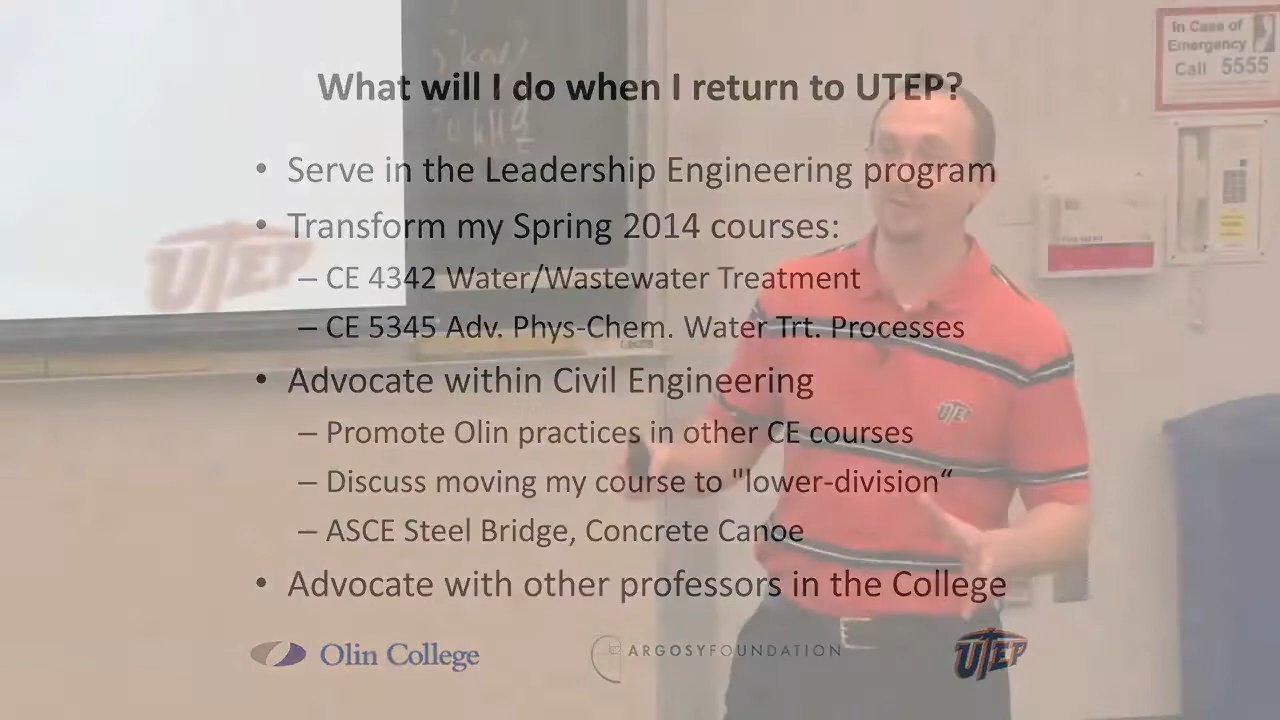 What will I do when I return to UTEP?
• Serve in the Leadership Engineering program
• Transform my Spring 2014 courses:
– CE 4342 Water/Wastewater Treatment
– CE 5345 Adv. Phys-Chem. Water Trt. Processes
• Advocate within Civil Engineering
– Promote Olin practices in other CE courses
– Discuss moving my course to "lower-division“
– ASCE Steel Bridge, Concrete Canoe
• Advocate with other professors in the College
Olin College
ARGOSYFOUNDATION
UTEP
UTEP
UTEP
In Case of
Emergency
Call 5555